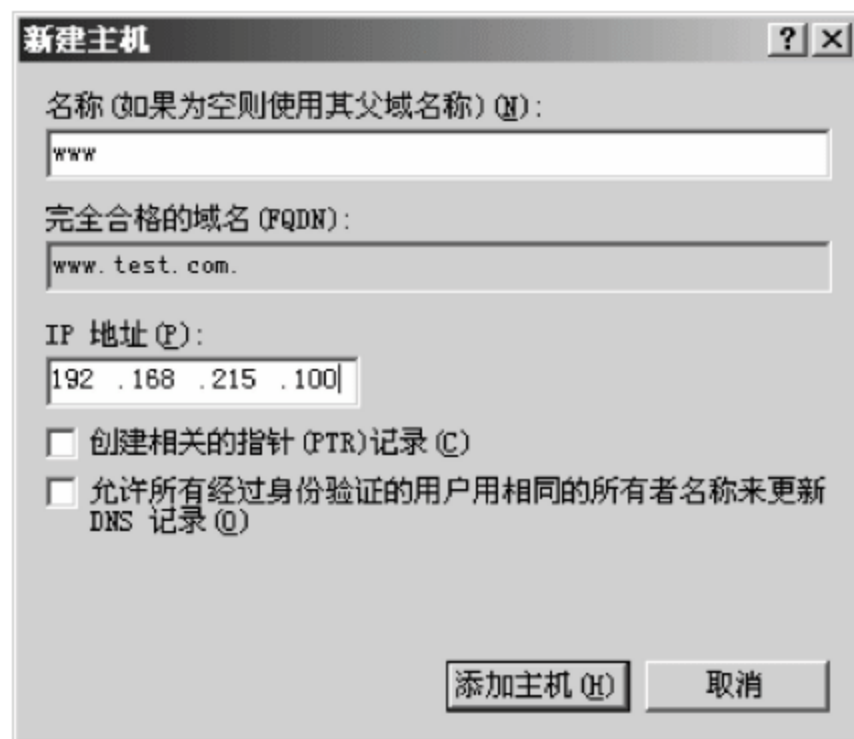 新建主机
名称(如果为空则使用其父域名称)(N):
www
完全合格的域名(FQDN):
www.test.com.
IP 地址(P):
192 .168 .215 .100
创建相关的指针(PTR)记录(C)
允许所有经过身份验证的用户用相同的所有者名称来更新
DNS 记录(O)
添加主机(H) 取消